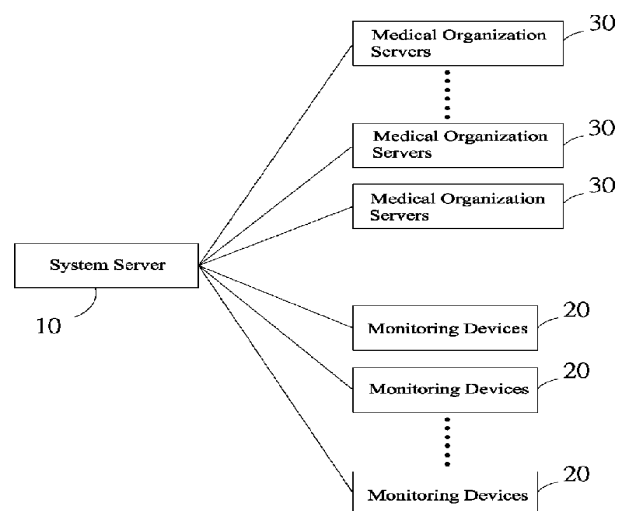 30
Medical Organization
Servers
30
Medical Organization
Servers
30
Medical Organization
Servers
System Server
10
20
Monitoring Devices
20
Monitoring Devices
20
Monitoring Devices